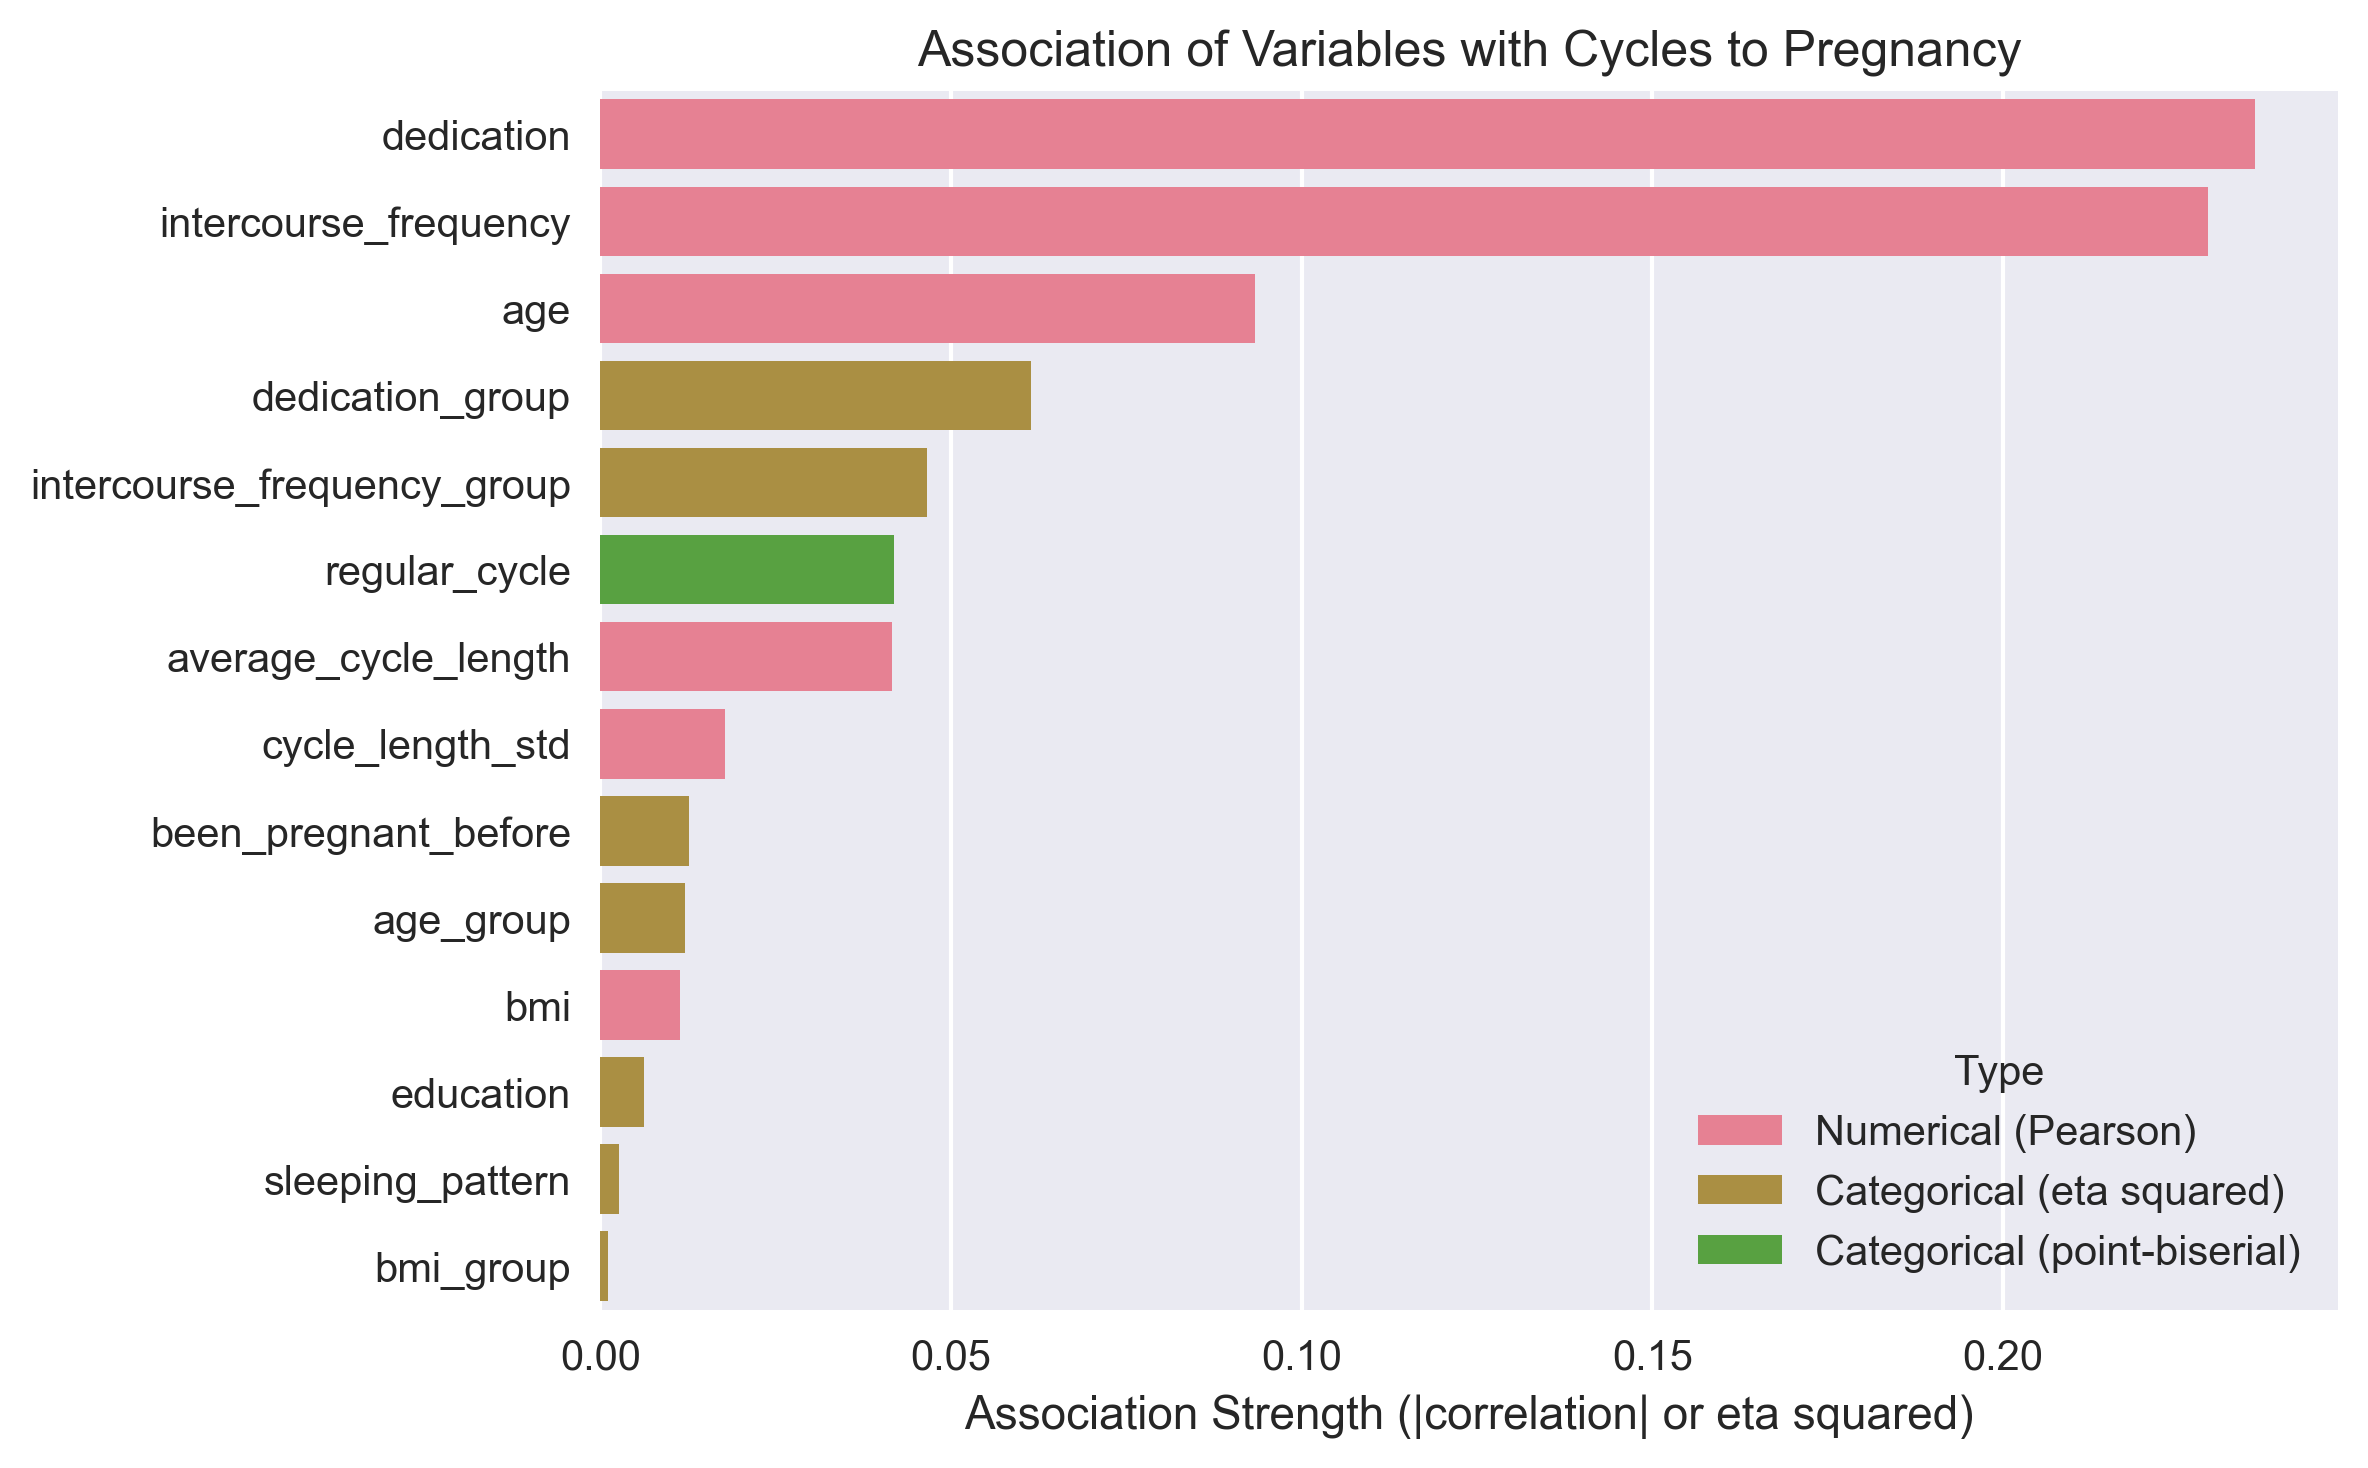 Association of Variables with Cycles to Pregnancy
dedication
intercourse_frequency
age
dedication_group
intercourse_frequency_group
regular_cycle
average_cycle_length
cycle_length_std
been_pregnant_before
age_group
bmi
education
sleeping_pattern
bmi_group
Type
Numerical (Pearson)
Categorical (eta squared)
Categorical (point-biserial)
0.00 0.05 0.10 0.15 0.20
Association Strength (|correlation| or eta squared)